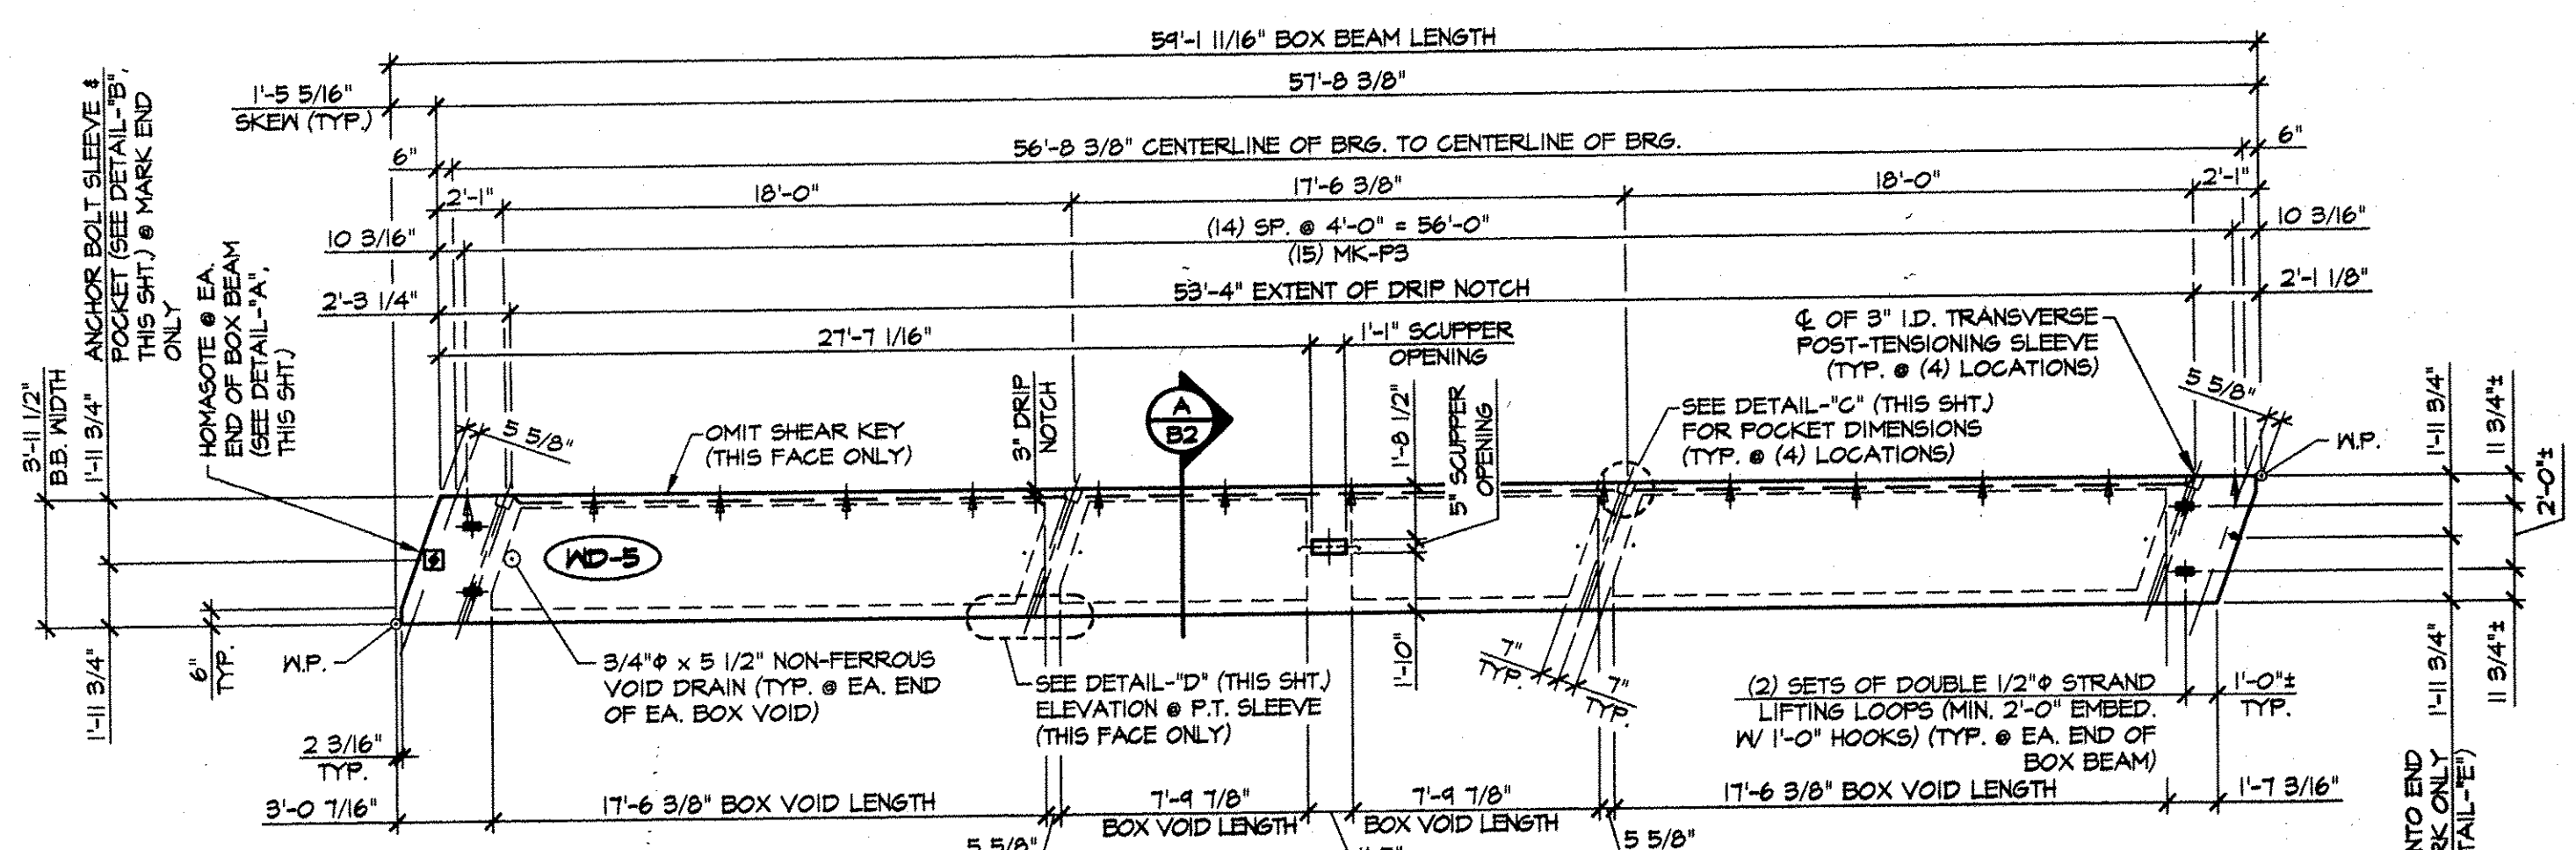 59'-1 11/16" BOX BEAM LENGTH
57'-8 3/8"
1'-5 5/16"
SKEW (TYP.)
56'-8 3/8" CENTERLINE OF BRG. TO CENTERLINE OF BRG.
6"
6"
2'-1"
18'-0"
17'-6 3/8"
18'-0"
2'-1"
10 3/16"
(14) SP. @ 4'-0" = 56'-0"
(15) MK-P3
10 3/16"
2'-3 1/4"
53'-4" EXTENT OF DRIP NOTCH
2'-1 1/8"
27'-7 1/16"
1'-1" SCUPPER
OPENING
ANCHOR BOLT SLEEVE &
POCKET (SEE DETAIL-"B",
THIS SHT.) @ MARK END
ONLY
HOMASOTE @ EA.
END OF BOX BEAM
(SEE DETAIL-"A",
THIS SHT.)
3'-11 1/2"
B.B. WIDTH
1'-11 3/4"
1'-11 3/4"
6"
TYP.
5 5/8"
OMIT SHEAR KEY
(THIS FACE ONLY)
3" DRIP
NOTCH
A
B2
1'-8 1/2"
5" SCUPPER
OPENING
1'-10"
℄ OF 3" I.D. TRANSVERSE
POST-TENSIONING SLEEVE
(TYP. @ (4) LOCATIONS)
SEE DETAIL-"C" (THIS SHT.)
FOR POCKET DIMENSIONS
(TYP. @ (4) LOCATIONS)
5 5/8"
W.P.
1'-11 3/4"
1'-11 3/4"
11 3/4"±
11 3/4"±
2'-0"±
WD-5
W.P.
3/4"Φ x 5 1/2" NON-FERROUS
VOID DRAIN (TYP. @ EA. END
OF EA. BOX VOID)
SEE DETAIL-"D" (THIS SHT.)
ELEVATION @ P.T. SLEEVE
(THIS FACE ONLY)
7"
TYP.
7"
TYP.
(2) SETS OF DOUBLE 1/2"Φ STRAND
LIFTING LOOPS (MIN. 2'-0" EMBED.
W/ 1'-0" HOOKS) (TYP. @ EA. END OF
BOX BEAM)
1'-0"±
TYP.
2 3/16"
TYP.
3'-0 7/16"
17'-6 3/8" BOX VOID LENGTH
7'-9 7/8"
BOX VOID LENGTH
7'-9 7/8"
BOX VOID LENGTH
17'-6 3/8" BOX VOID LENGTH
1'-7 3/16"
5 5/8"
5 5/8"